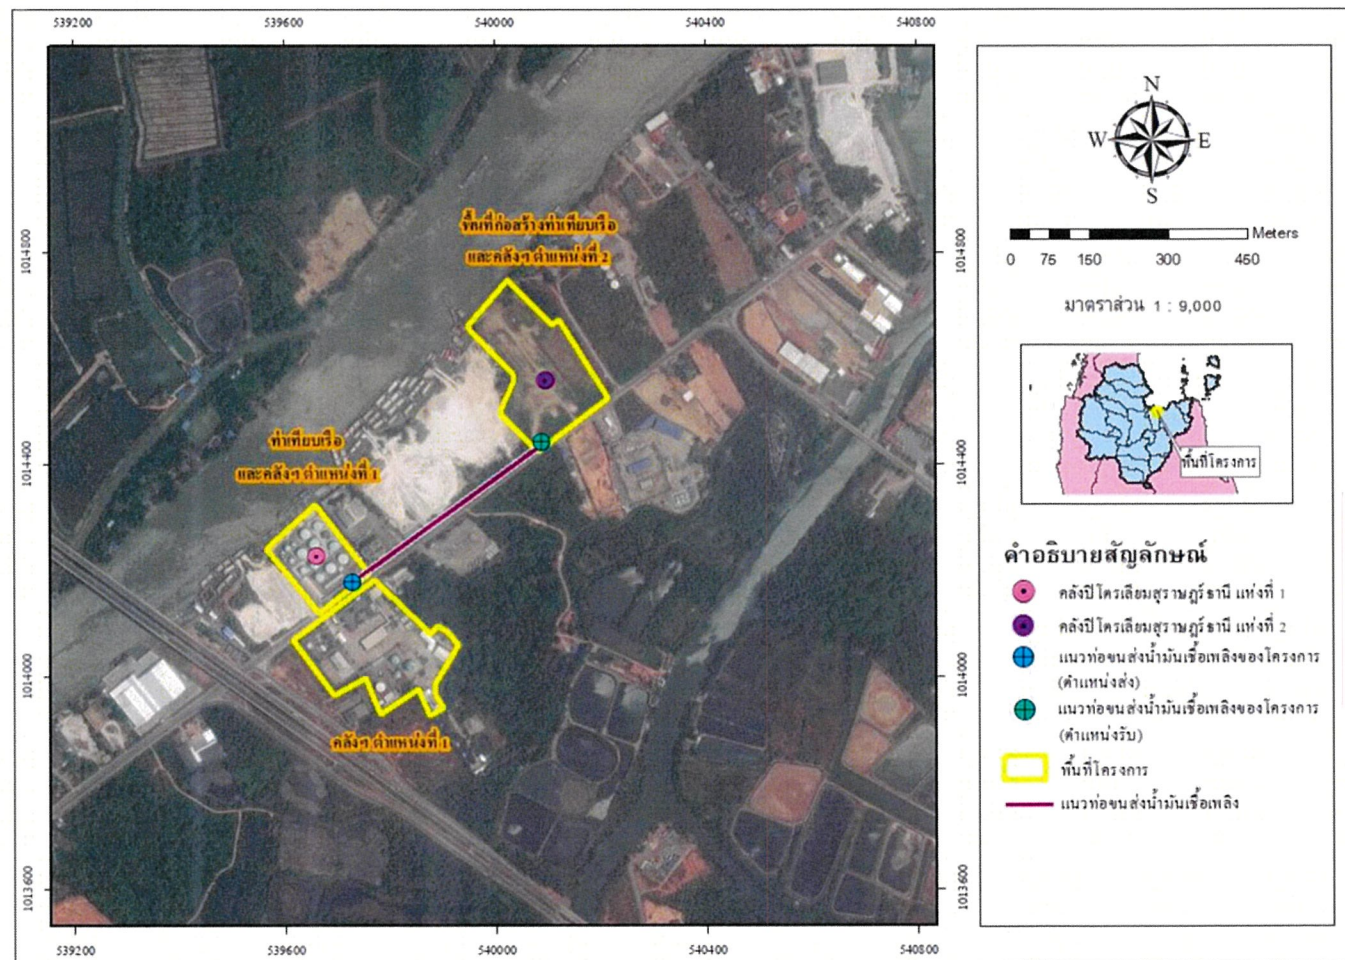 539200 539600 540000 540400 540800
1014800
1014400
1014000
1013600
พื้นที่ก่อสร้างท่าเทียบเรือ
และคลังฯ ตำแหน่งที่ 2
ท่าเทียบเรือ
และคลังฯ ตำแหน่งที่ 1
คลังฯ ตำแหน่งที่ 1
1014800
1014400
1014000
1013600
539200 539600 540000 540400 540800
N
W E
S
Meters
0 75 150 300 450
มาตราส่วน 1 : 9,000
พื้นที่โครงการ
คำอธิบายสัญลักษณ์
คลังปิโตรเลียมสุราษฎร์ธานี แห่งที่ 1
คลังปิโตรเลียมสุราษฎร์ธานี แห่งที่ 2
แนวท่อขนส่งน้ำมันเชื้อเพลิงของโครงการ
(ตำแหน่งส่ง)
แนวท่อขนส่งน้ำมันเชื้อเพลิงของโครงการ
(ตำแหน่งรับ)
พื้นที่โครงการ
แนวท่อขนส่งน้ำมันเชื้อเพลิง